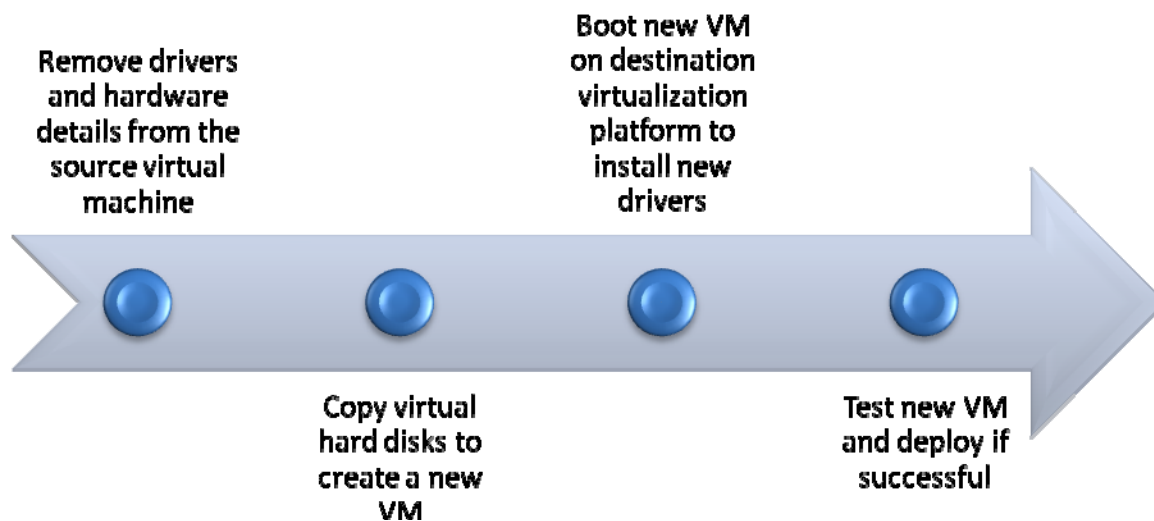 Remove drivers
and hardware
details from the
source virtual
machine
Copy virtual
hard disks to
create a new
VM
Boot new VM
on destination
virtualization
platform to
install new
drivers
Test new VM
and deploy if
successful